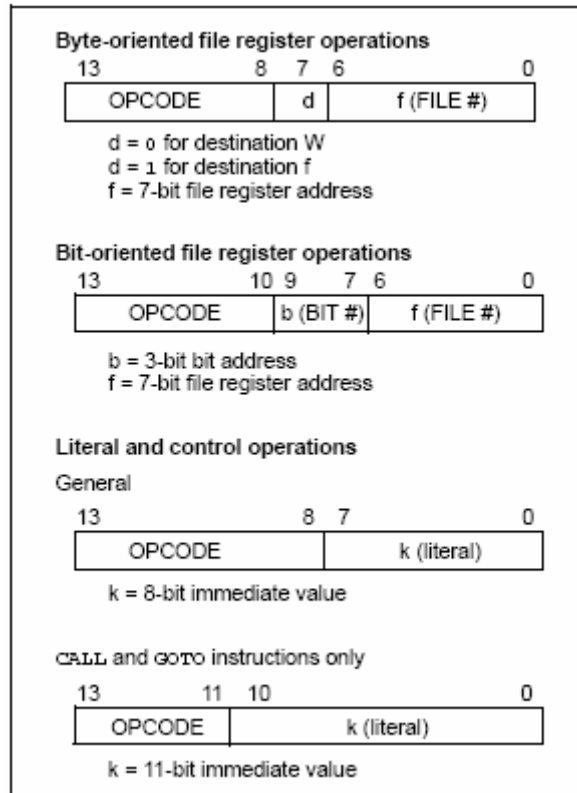 Byte-oriented file register operations
13 8 7 6 0
OPCODE d f (FILE #)
d = 0 for destination W
d = 1 for destination f
f = 7-bit file register address
Bit-oriented file register operations
13 10 9 7 6 0
OPCODE b (BIT #) f (FILE #)
b = 3-bit bit address
f = 7-bit file register address
Literal and control operations
General
13 8 7 0
OPCODE k (literal)
k = 8-bit immediate value
CALL and GOTO instructions only
13 11 10 0
OPCODE k (literal)
k = 11-bit immediate value